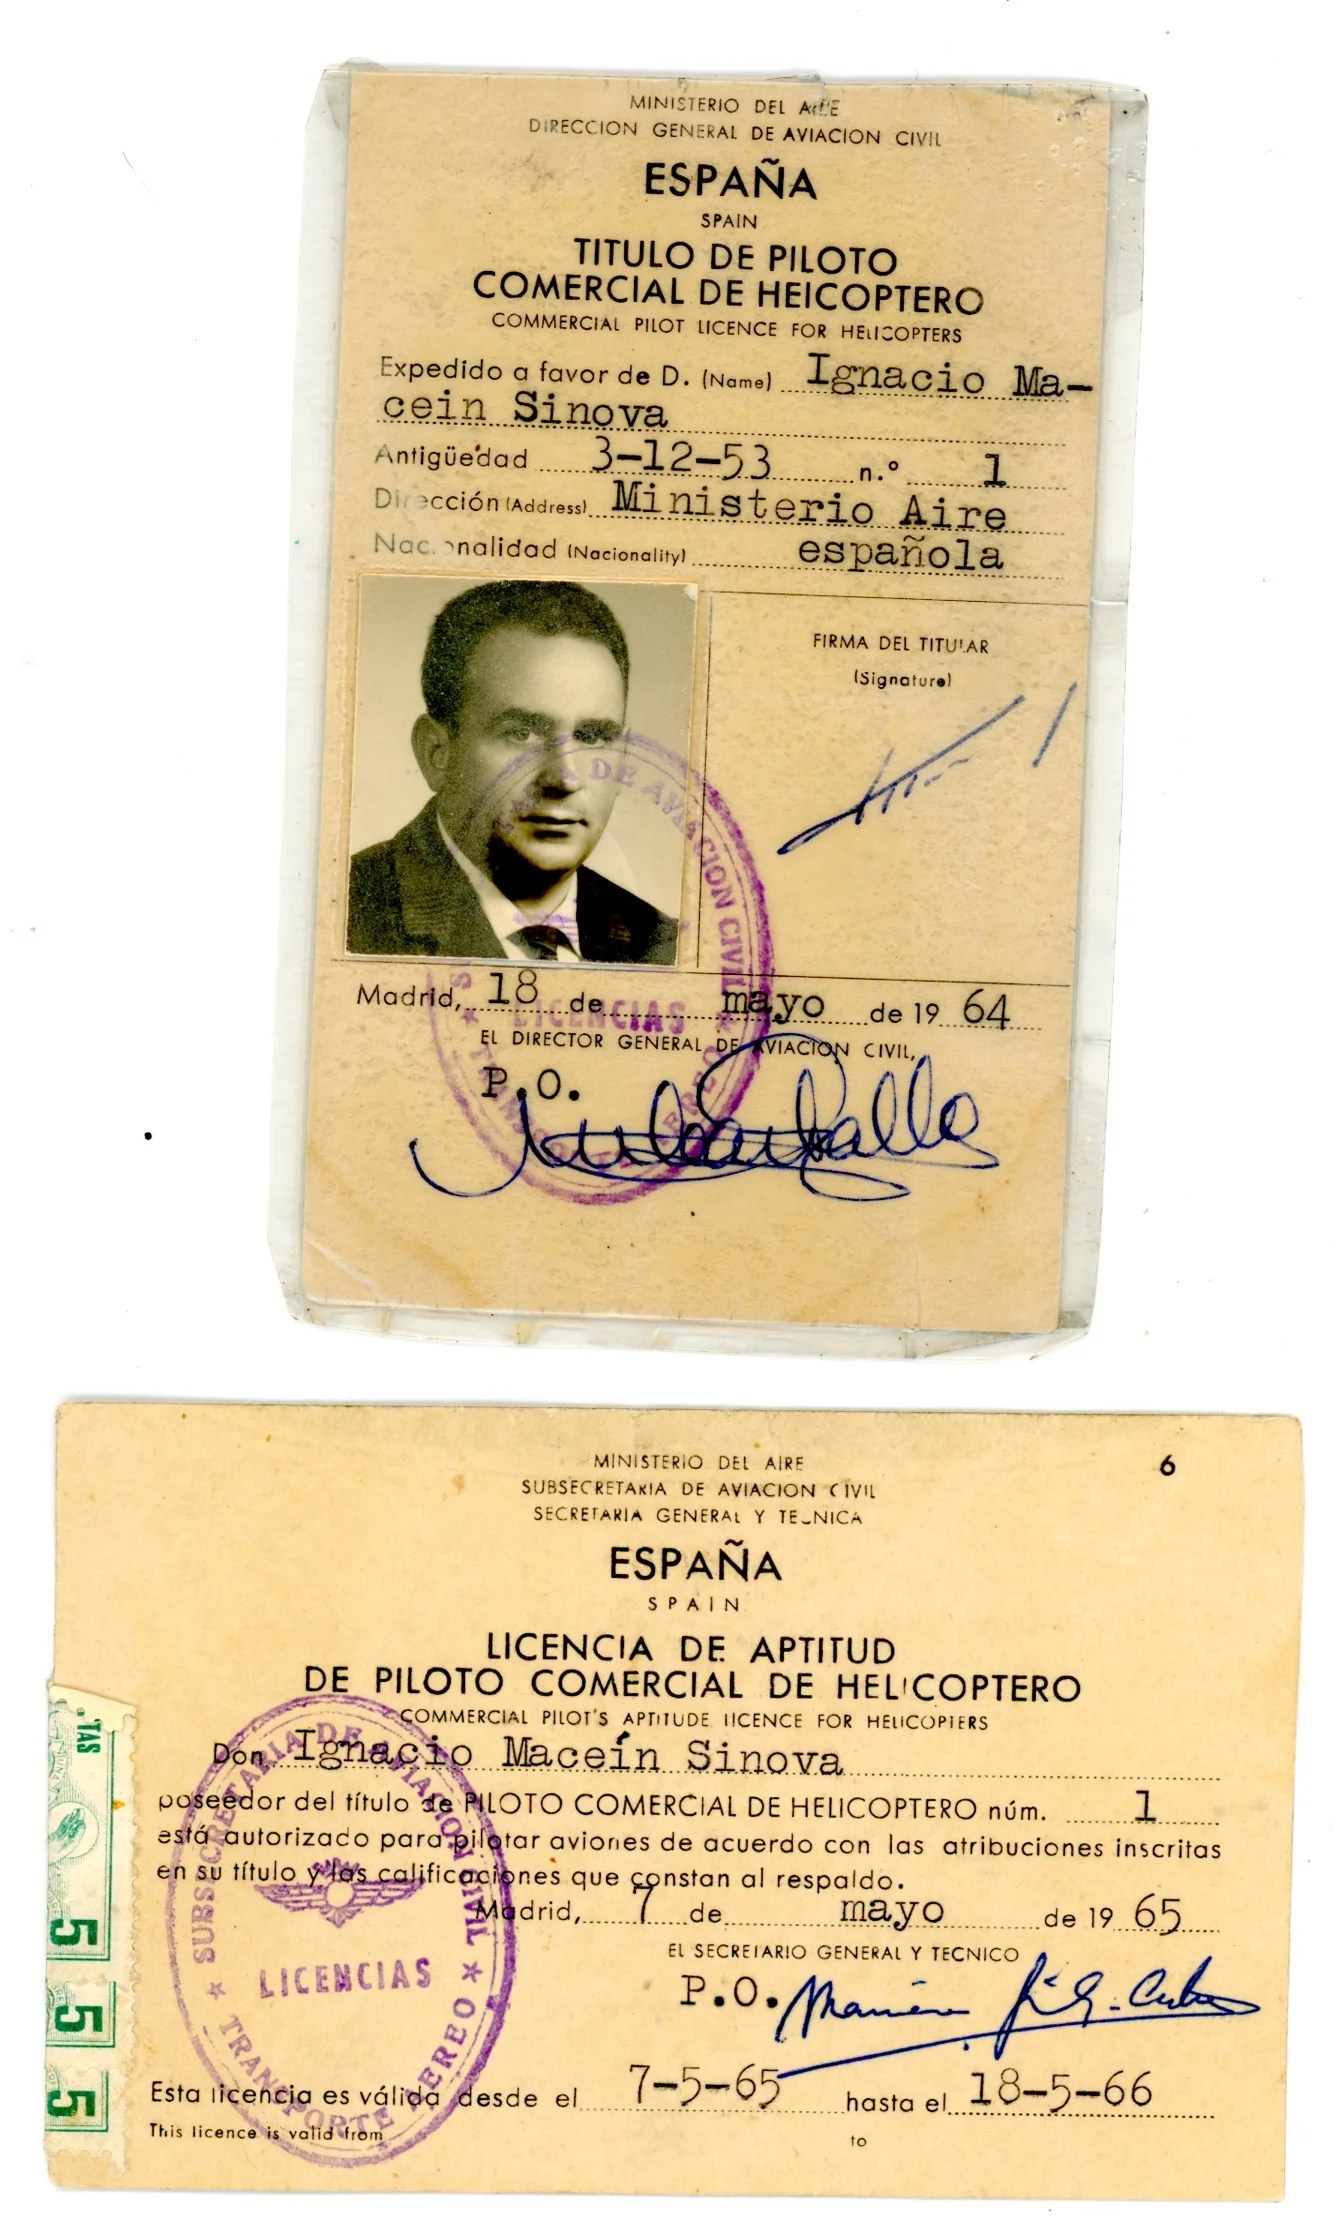 MINISTERIO DEL AIRE
DIRECCION GENERAL DE AVIACION CIVIL
ESPAÑA
SPAIN
TITULO DE PILOTO
COMERCIAL DE HEICOPTERO
COMMERCIAL PILOT LICENCE FOR HELICOPTERS
Expedido a favor de D. (Name) Ignacio Ma-
cein Sinova
Antigüedad 3-12-53 n.º 1
Dirección (Address) Ministerio Aire
Nacionalidad (Nacionality) española
FIRMA DEL TITULAR
(Signature)
DE AVIACION CIVIL
LICENCIAS
Madrid, 18 de mayo de 1964
EL DIRECTOR GENERAL DE AVIACION CIVIL,
P.O.
6
MINISTERIO DEL AIRE
SUBSECRETARIA DE AVIACION CIVIL
SECRETARIA GENERAL Y TECNICA
ESPAÑA
SPAIN
LICENCIA DE APTITUD
DE PILOTO COMERCIAL DE HELICOPTERO
COMMERCIAL PILOT'S APTITUDE LICENCE FOR HELICOPTERS
Don Ignacio Maceín Sinova
poseedor del título de PILOTO COMERCIAL DE HELICOPTERO núm. 1
está autorizado para pilotar aviones de acuerdo con las atribuciones inscritas
en su título y las calificaciones que constan al respaldo.
Madrid, 7 de mayo de 1965
EL SECRETARIO GENERAL Y TECNICO
P.O.
SUBSECRETARIA DE AVIACION CIVIL
LICENCIAS
TRANSPORTE AEREO
Esta licencia es válida desde el 7-5-65 hasta el 18-5-66
This licence is valid from to
TAS
5
5
5